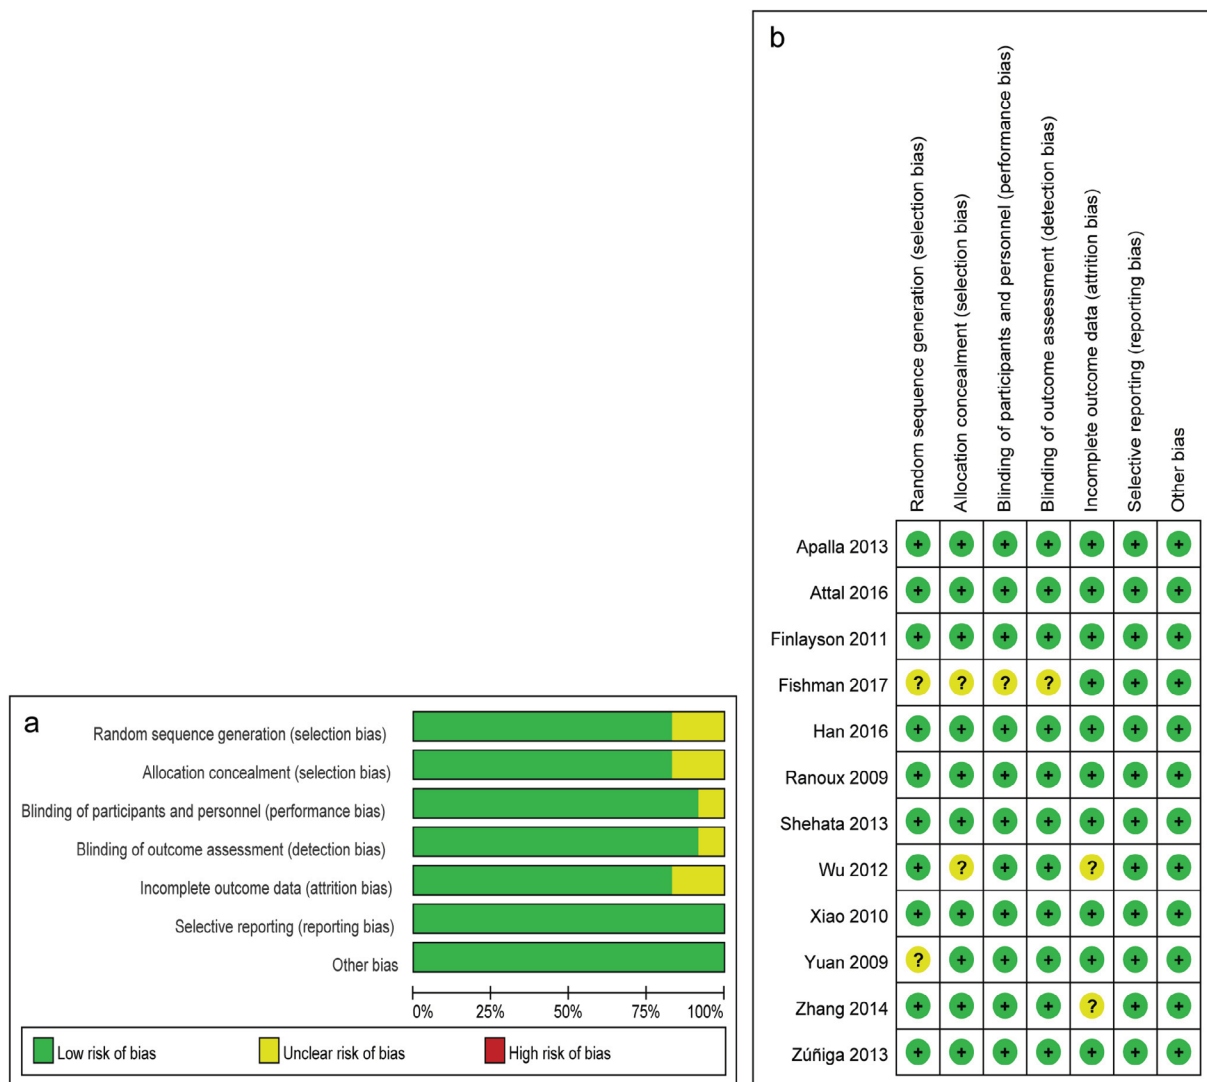 a
Random sequence generation (selection bias)
Allocation concealment (selection bias)
Blinding of participants and personnel (performance bias)
Blinding of outcome assessment (detection bias)
Incomplete outcome data (attrition bias)
Selective reporting (reporting bias)
Other bias
0% 25% 50% 75% 100%
Low risk of bias Unclear risk of bias High risk of bias
b
Random sequence generation (selection bias)
Allocation concealment (selection bias)
Blinding of participants and personnel (performance bias)
Blinding of outcome assessment (detection bias)
Incomplete outcome data (attrition bias)
Selective reporting (reporting bias)
Other bias
Apalla 2013 + + + + + + +
Attal 2016 + + + + + + +
Finlayson 2011 + + + + + + +
Fishman 2017 ? ? ? ? + + +
Han 2016 + + + + + + +
Ranoux 2009 + + + + + + +
Shehata 2013 + + + + + + +
Wu 2012 + ? + + ? + +
Xiao 2010 + + + + + + +
Yuan 2009 ? + + + + + +
Zhang 2014 + + + + ? + +
Zúñiga 2013 + + + + + + +